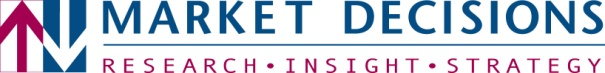 MARKET DECISIONS
RESEARCH • INSIGHT • STRATEGY